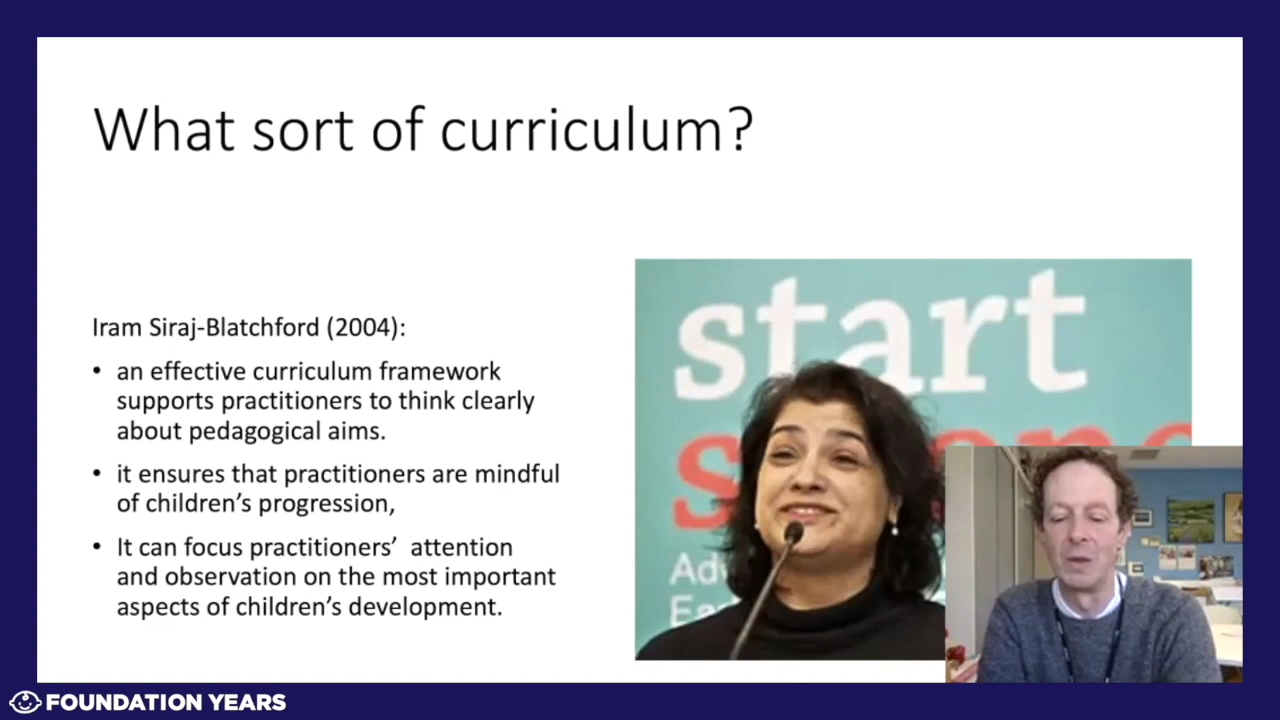 What sort of curriculum?
Iram Siraj-Blatchford (2004):
• an effective curriculum framework
supports practitioners to think clearly
about pedagogical aims.
• it ensures that practitioners are mindful
of children’s progression,
• It can focus practitioners’ attention
and observation on the most important
aspects of children’s development.
start
FOUNDATION YEARS